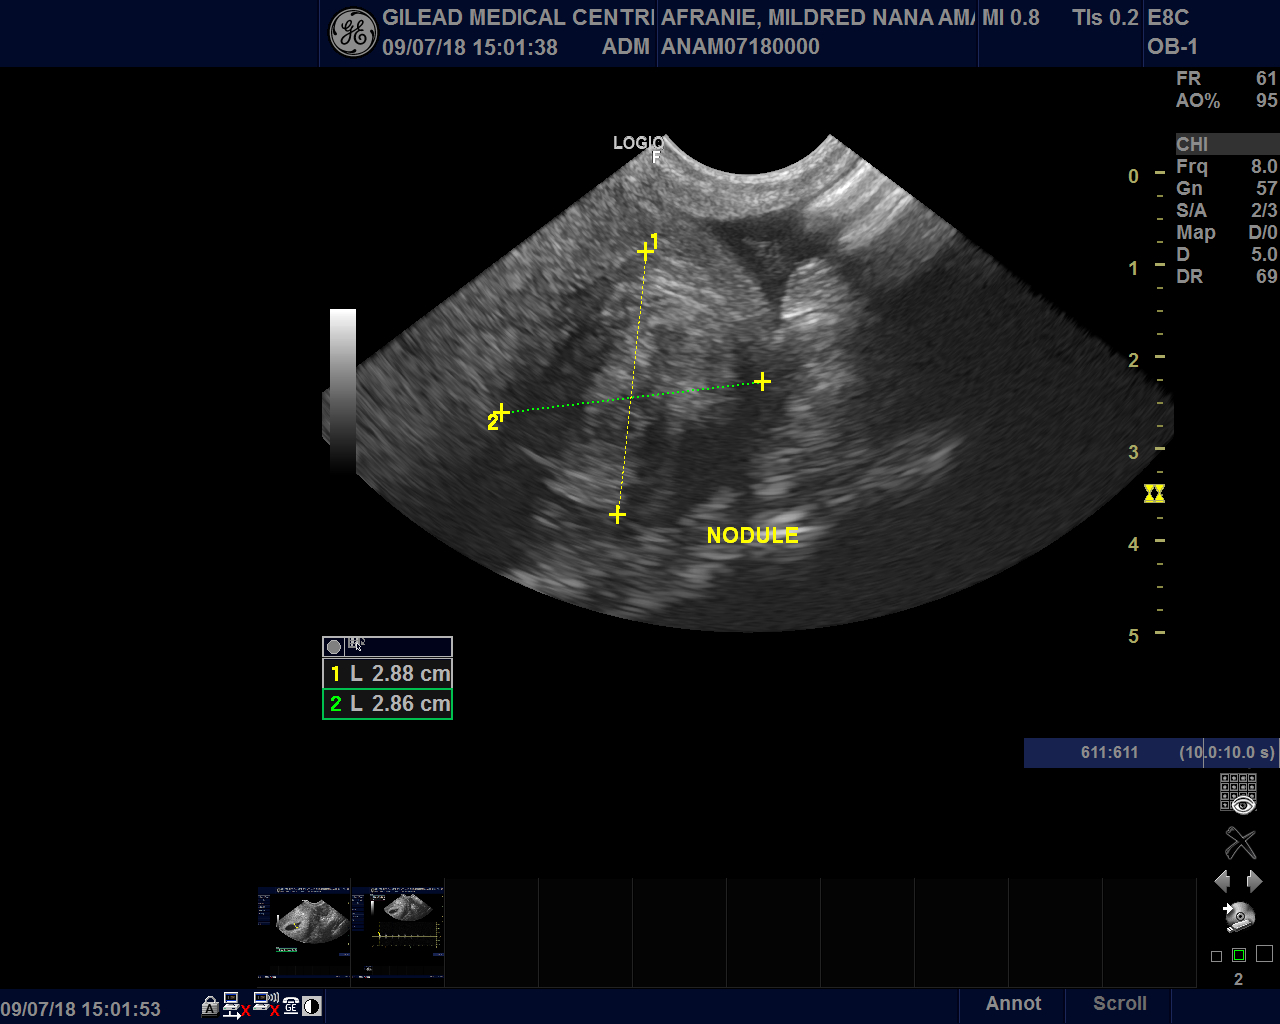 GILEAD MEDICAL CENTR
AFRANIE, MILDRED NANA AM
MI 0.8 TIs 0.2 E8C
09/07/18 15:01:38 ADM ANAM07180000 OB-1
FR 61
AO% 95
CHI
Frq 8.0
Gn 57
S/A 2/3
Map D/0
D 5.0
DR 69
LOGIQ
F
0
1
2
3
4
5
1
2
NODULE
1 L 2.88 cm
2 L 2.86 cm
611:611 (10.0:10.0 s)
2
09/07/18 15:01:53
A
GE
Annot Scroll